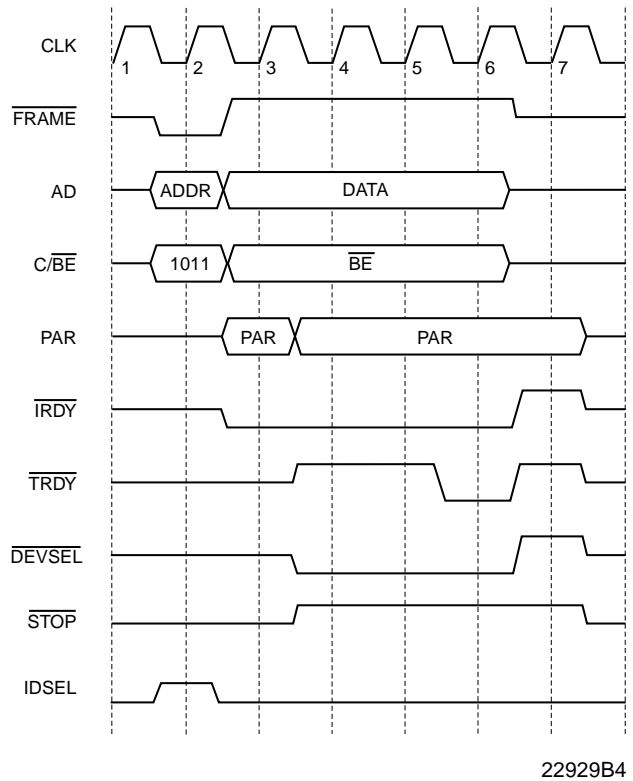 CLK
1 2 3 4 5 6 7
FRAME
AD ADDR DATA
C/BE 1011 BE
PAR PAR PAR
IRDY
TRDY
DEVSEL
STOP
IDSEL
22929B4